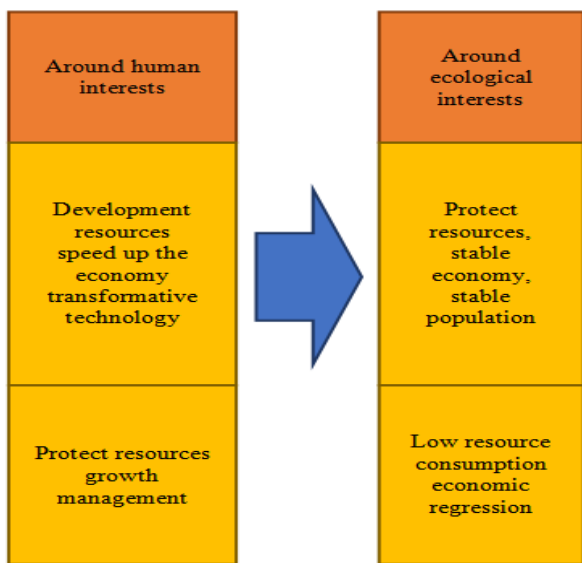 Around human
interests
Development
resources
speed up the
economy
transformative
technology
Protect resources
growth
management
Around
ecological
interests
Protect
resources,
stable
economy,
stable
population
Low resource
consumption
economic
regression